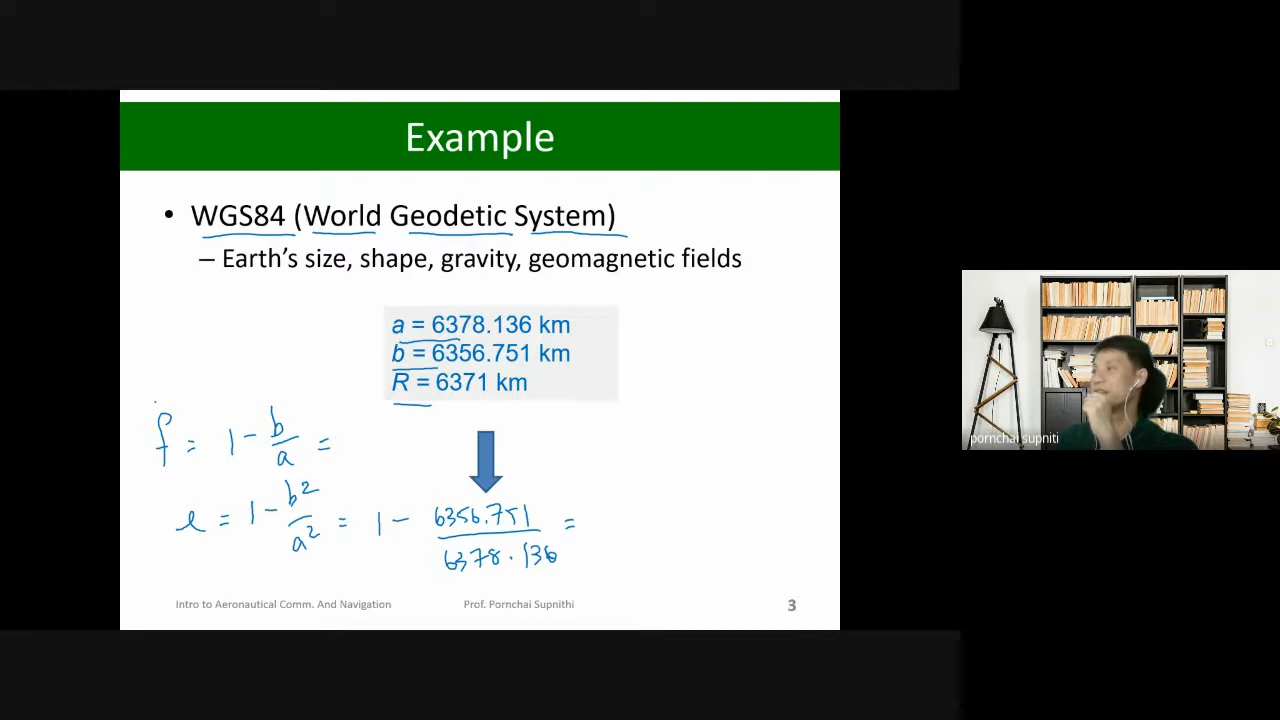 Example
• WGS84 (World Geodetic System)
– Earth's size, shape, gravity, geomagnetic fields
a = 6378.136 km
b = 6356.751 km
R = 6371 km
f = 1 - b/a =
e = 1 - b²/a² = 1 - 6356.751/6378.136 =
Intro to Aeronautical Comm. And Navigation
Prof. Pornchai Supnithi
3
pornchai supniti